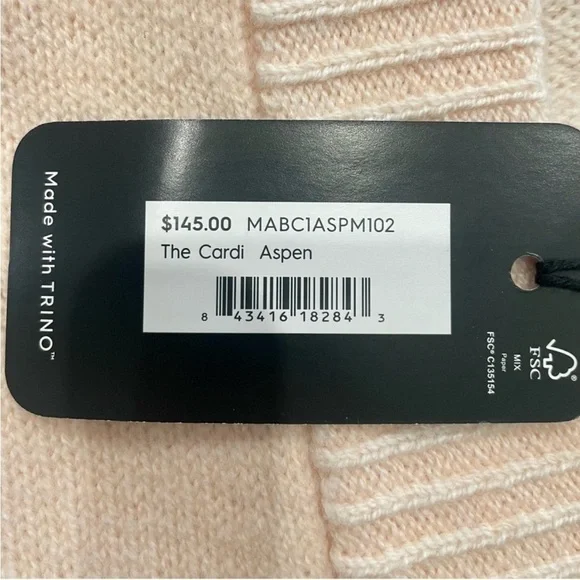 Made with TRINO™
$145.00 MABC1ASPM102
The Cardi Aspen
8 43416 18284 3
FSC®
MIX
Paper
FSC® C135154